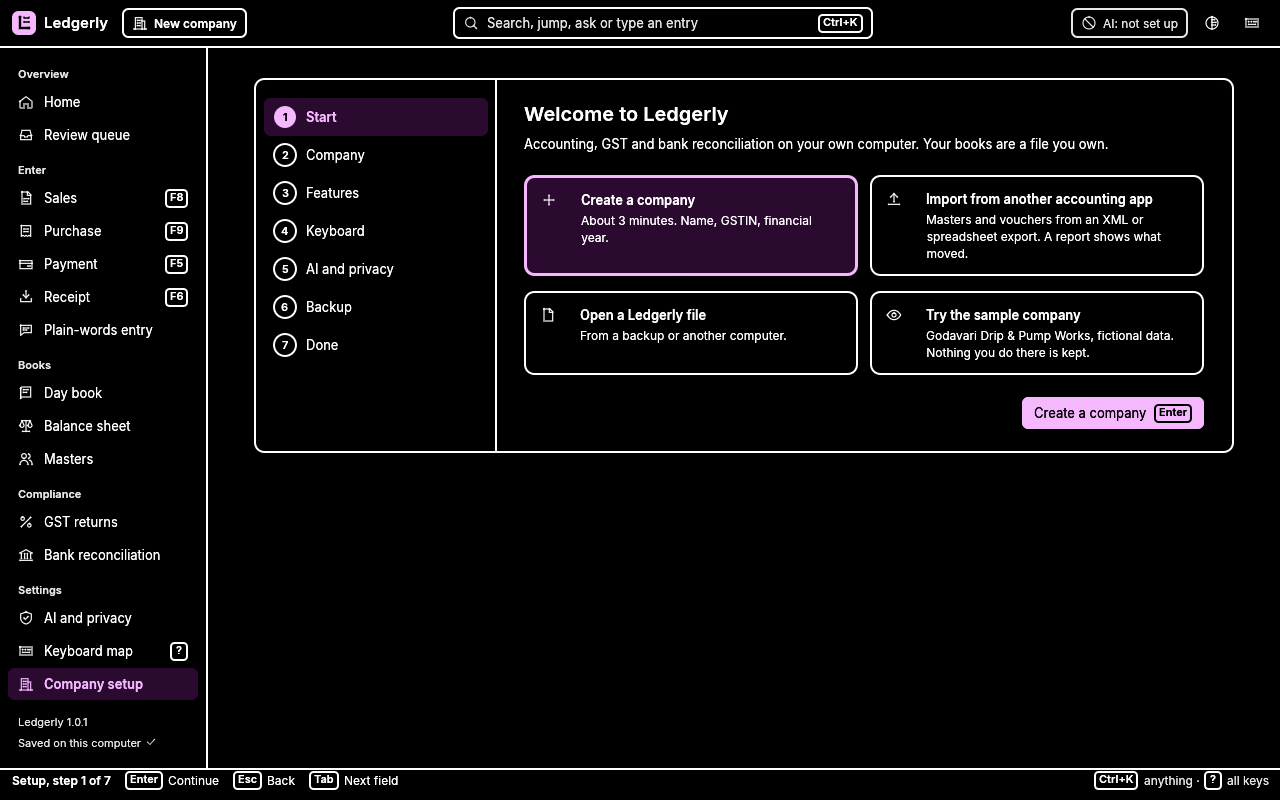 Ledgerly
New company
Search, jump, ask or type an entry
Ctrl+K
AI: not set up
Overview
Home
Review queue
Enter
Sales F8
Purchase F9
Payment F5
Receipt F6
Plain-words entry
Books
Day book
Balance sheet
Masters
Compliance
GST returns
Bank reconciliation
Settings
AI and privacy
Keyboard map ?
Company setup
Ledgerly 1.0.1
Saved on this computer
1 Start
2 Company
3 Features
4 Keyboard
5 AI and privacy
6 Backup
7 Done
Welcome to Ledgerly
Accounting, GST and bank reconciliation on your own computer. Your books are a file you own.
Create a company
About 3 minutes. Name, GSTIN, financial
year.
Import from another accounting app
Masters and vouchers from an XML or
spreadsheet export. A report shows what
moved.
Open a Ledgerly file
From a backup or another computer.
Try the sample company
Godavari Drip & Pump Works, fictional data.
Nothing you do there is kept.
Create a company Enter
Setup, step 1 of 7 Enter Continue Esc Back Tab Next field
Ctrl+K anything · ? all keys